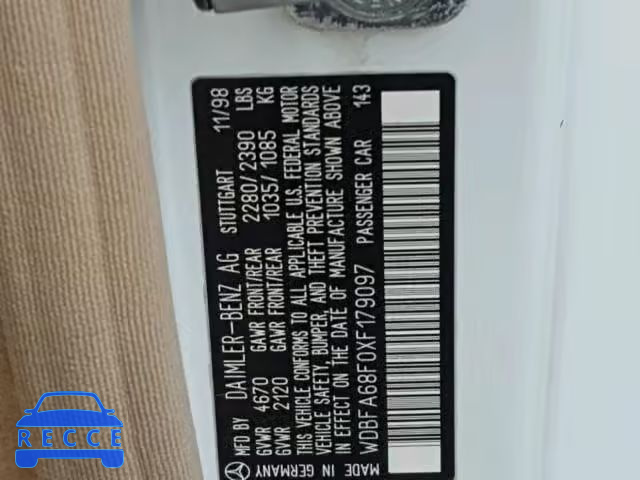 DAIMLER-BENZ AG STUTTGART 11/98
GVWR 4670 GAWR FRONT/REAR 2280/2390 LBS
GVWR 2120 GAWR FRONT/REAR 1035/1085 KG
THIS VEHICLE CONFORMS TO ALL APPLICABLE U.S. FEDERAL MOTOR
VEHICLE SAFETY, BUMPER, AND THEFT PREVENTION STANDARDS
IN EFFECT ON THE DATE OF MANUFACTURE SHOWN ABOVE
WDBFA68F0XF179097 PASSENGER CAR 143
MADE IN GERMANY
RECCE